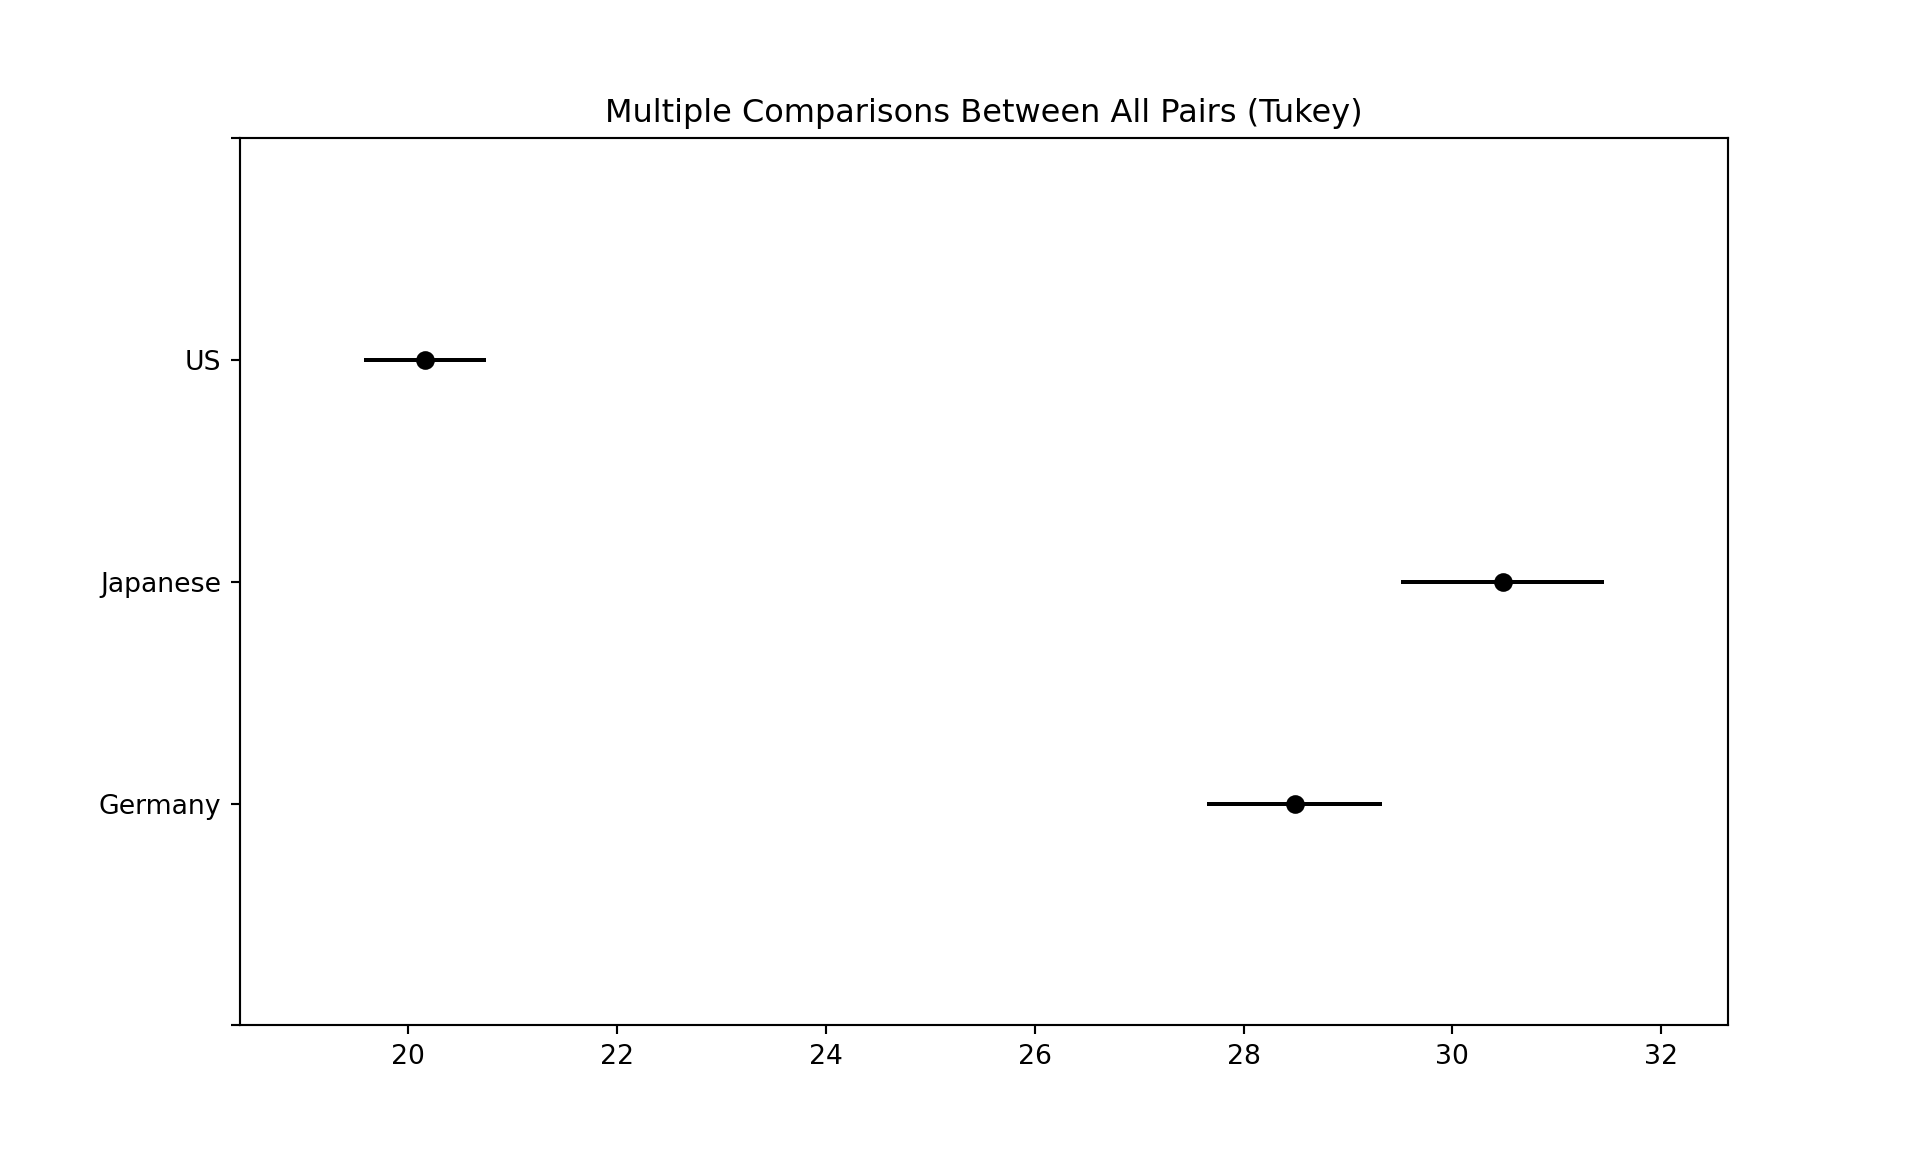 Multiple Comparisons Between All Pairs (Tukey)
US
Japanese
Germany
20 22 24 26 28 30 32